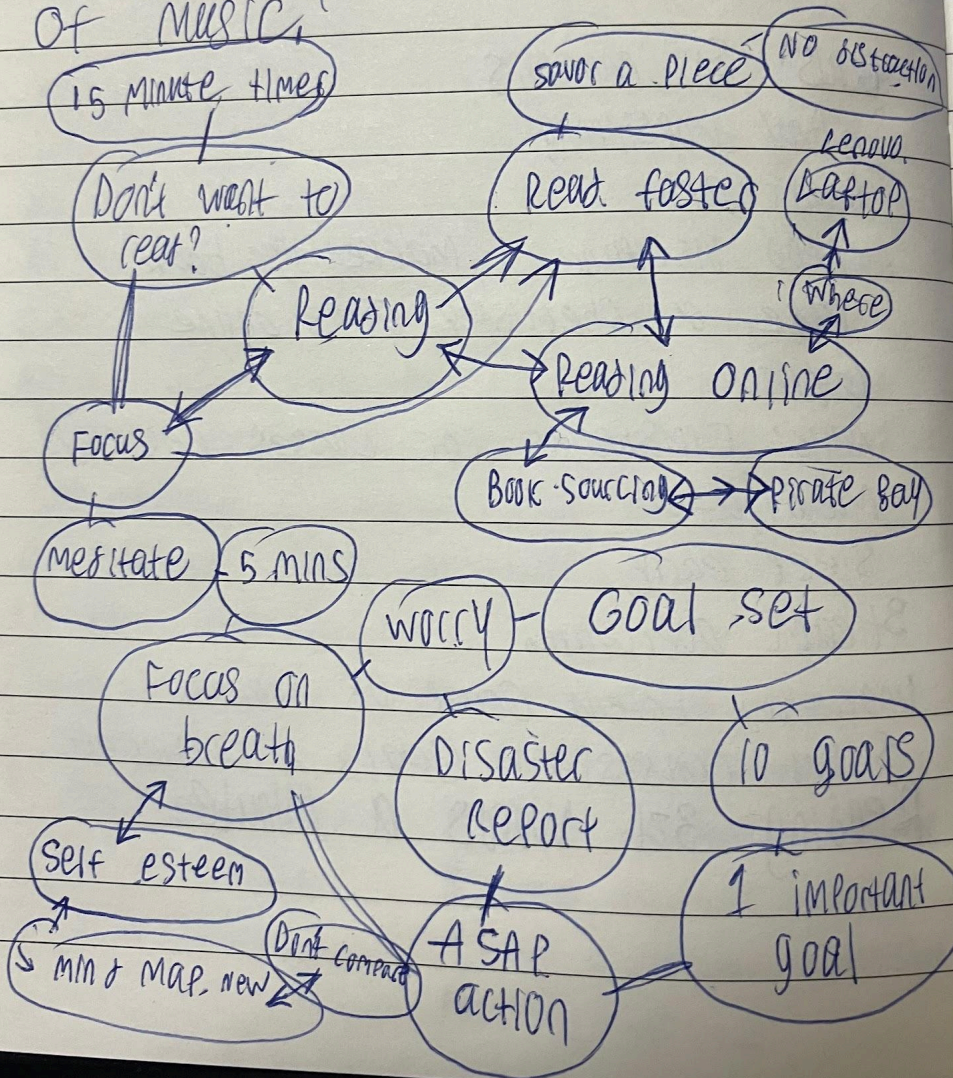 Of Music,
15 minute timer
savor a piece
No distraction
Don't want to
read?
Read faster
Lenovo
Laptop
Where
Reading
Reading Online
Focus
Book-sourcing
Pirate Bay
Meditate
5 mins
Worry
Goal set
Focus on
breath
Disaster
Report
10 goals
Self esteem
1 important
goal
Mind map, new
Don't compare
ASAP
action